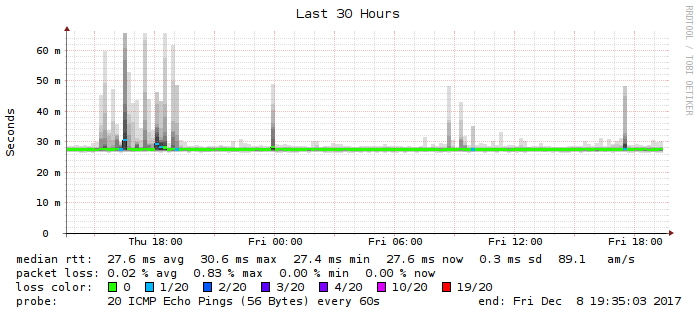 Last 30 Hours
RRDTOOL / TOBI OETIKER
Seconds
60 m
50 m
40 m
30 m
20 m
10 m
0
Thu 18:00 Fri 00:00 Fri 06:00 Fri 12:00 Fri 18:00
median rtt: 27.6 ms avg 30.6 ms max 27.4 ms min 27.6 ms now 0.3 ms sd 89.1 am/s
packet loss: 0.02 % avg 0.83 % max 0.00 % min 0.00 % now
loss color: 0 1/20 2/20 3/20 4/20 10/20 19/20
probe: 20 ICMP Echo Pings (56 Bytes) every 60s end: Fri Dec 8 19:35:03 2017